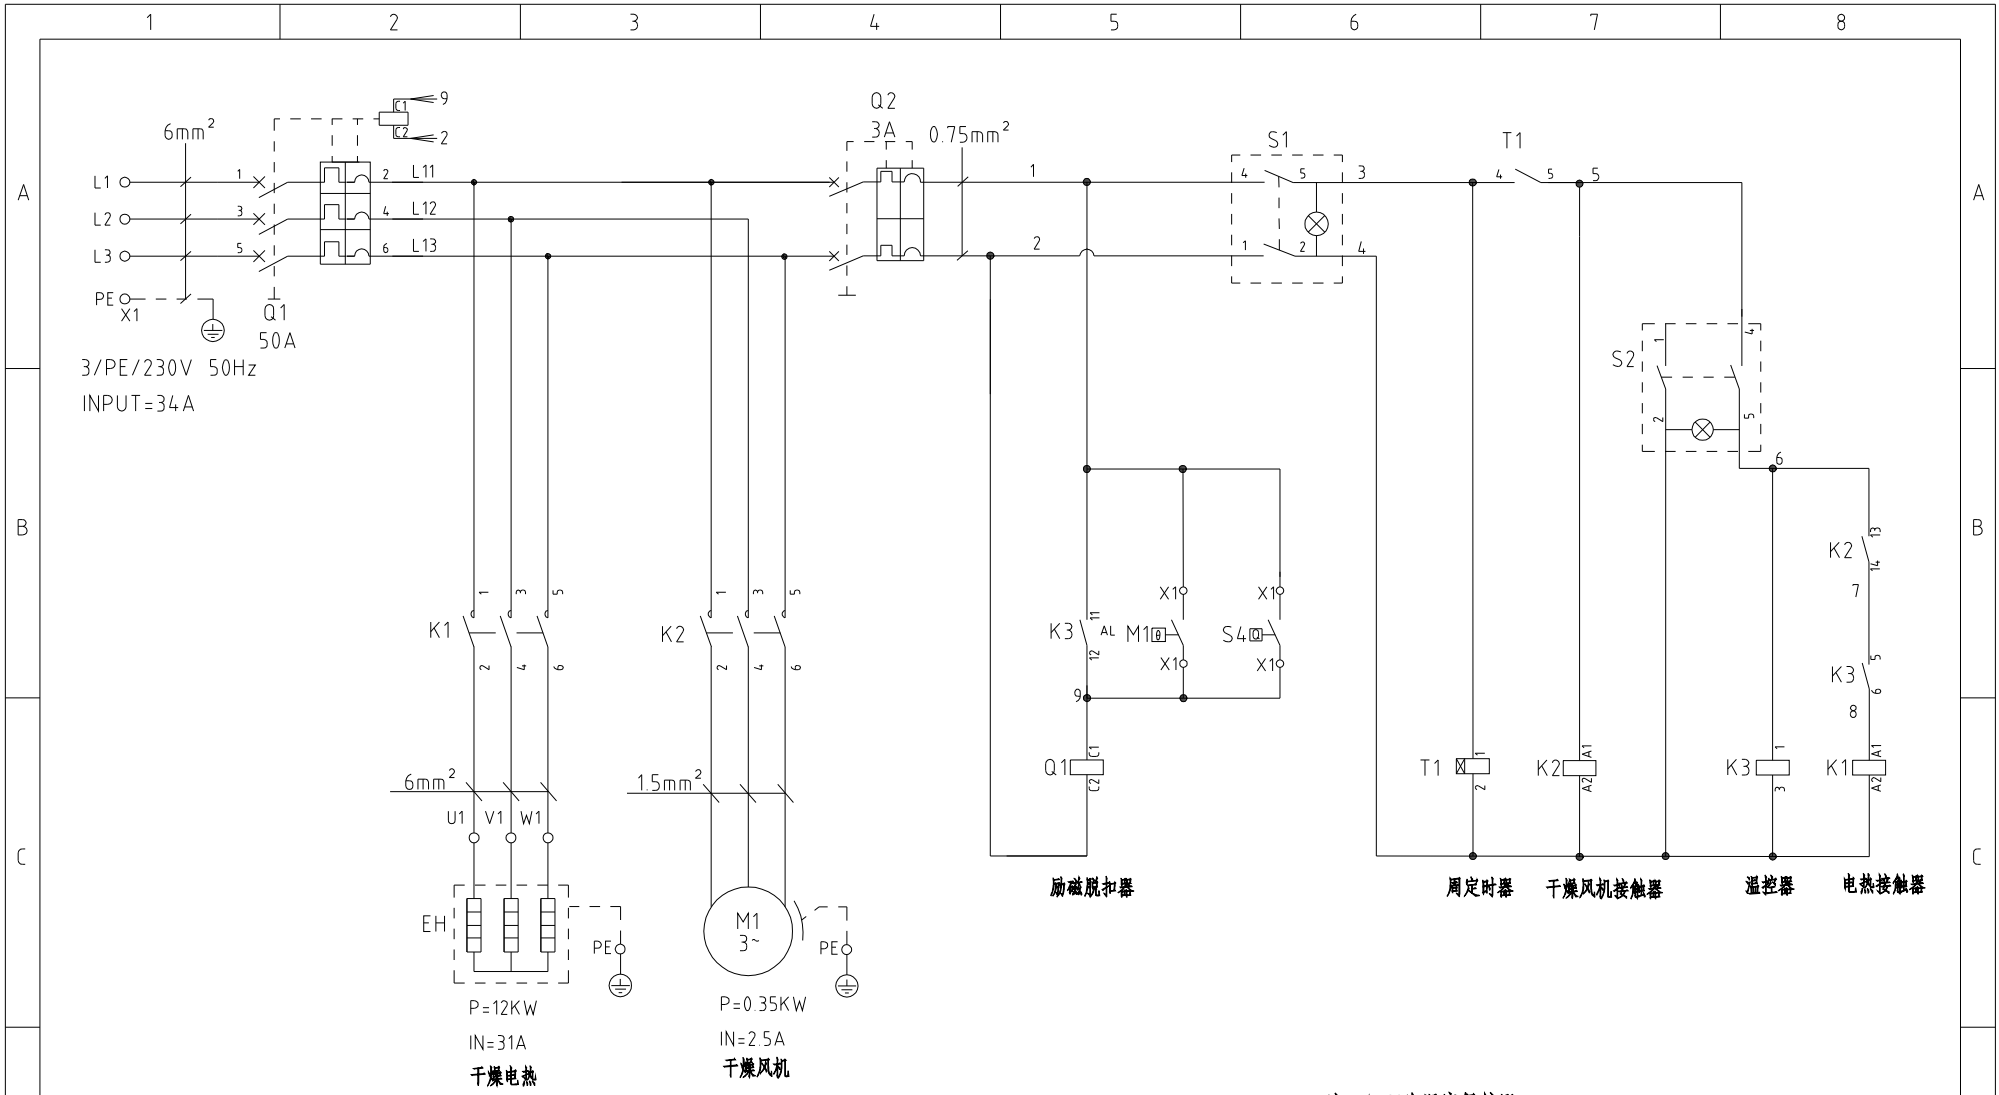 1 2 3 4 5 6 7 8
A A
B B
C C
6mm²
C1 9
C2 2
L1 1 2 L11
L2 3 4 L12
L3 5 6 L13
PE
X1
Q1
50A
3/PE/230V 50Hz
INPUT=34A
Q2
3A
0.75mm²
1
2
S1
4 5 3
1 2 4
T1
4 5 5
S2
1 4
2 5
6
K1
1 3 5
2 4 6
K2
1 3 5
2 4 6
K3 11 12 AL
M1 θ
X1
X1
S4 Q
X1
X1
9
K2 13 14
7
K3 5 6
8
6mm²
U1 V1 W1
1.5mm²
Q1 C1 C2
T1 1 2
K2 A1 A2
K3 1 3
K1 A1 A2
励磁脱扣器
周定时器
干燥风机接触器
温控器
电热接触器
EH
PE
M1
3~
PE
P=12KW
IN=31A
干燥电热
P=0.35KW
IN=2.5A
干燥风机